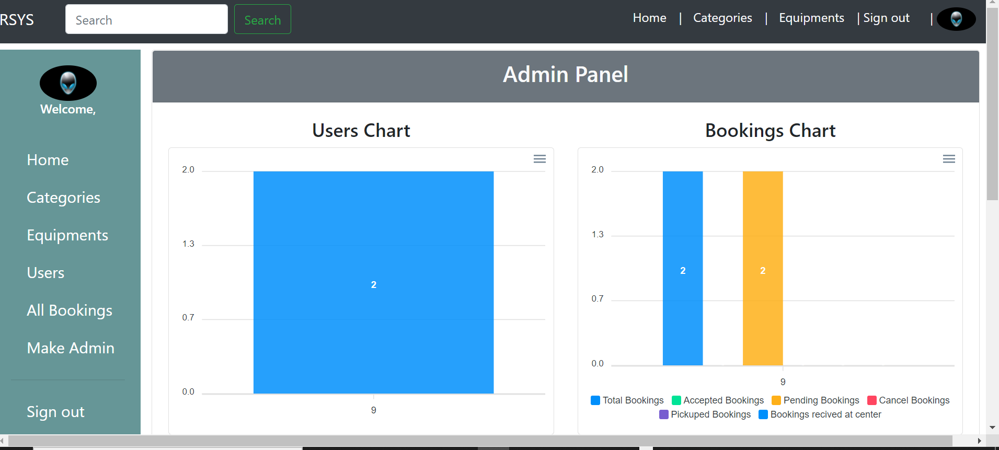 RSYS Search Search Home | Categories | Equipments | Sign out |
Welcome,
Home
Categories
Equipments
Users
All Bookings
Make Admin
Sign out
Admin Panel
Users Chart
2.0
1.3
0.7
0.0
2
9
Bookings Chart
2.0
1.3
0.7
0.0
2 2
9
Total Bookings Accepted Bookings Pending Bookings Cancel Bookings
Pickuped Bookings Bookings recived at center